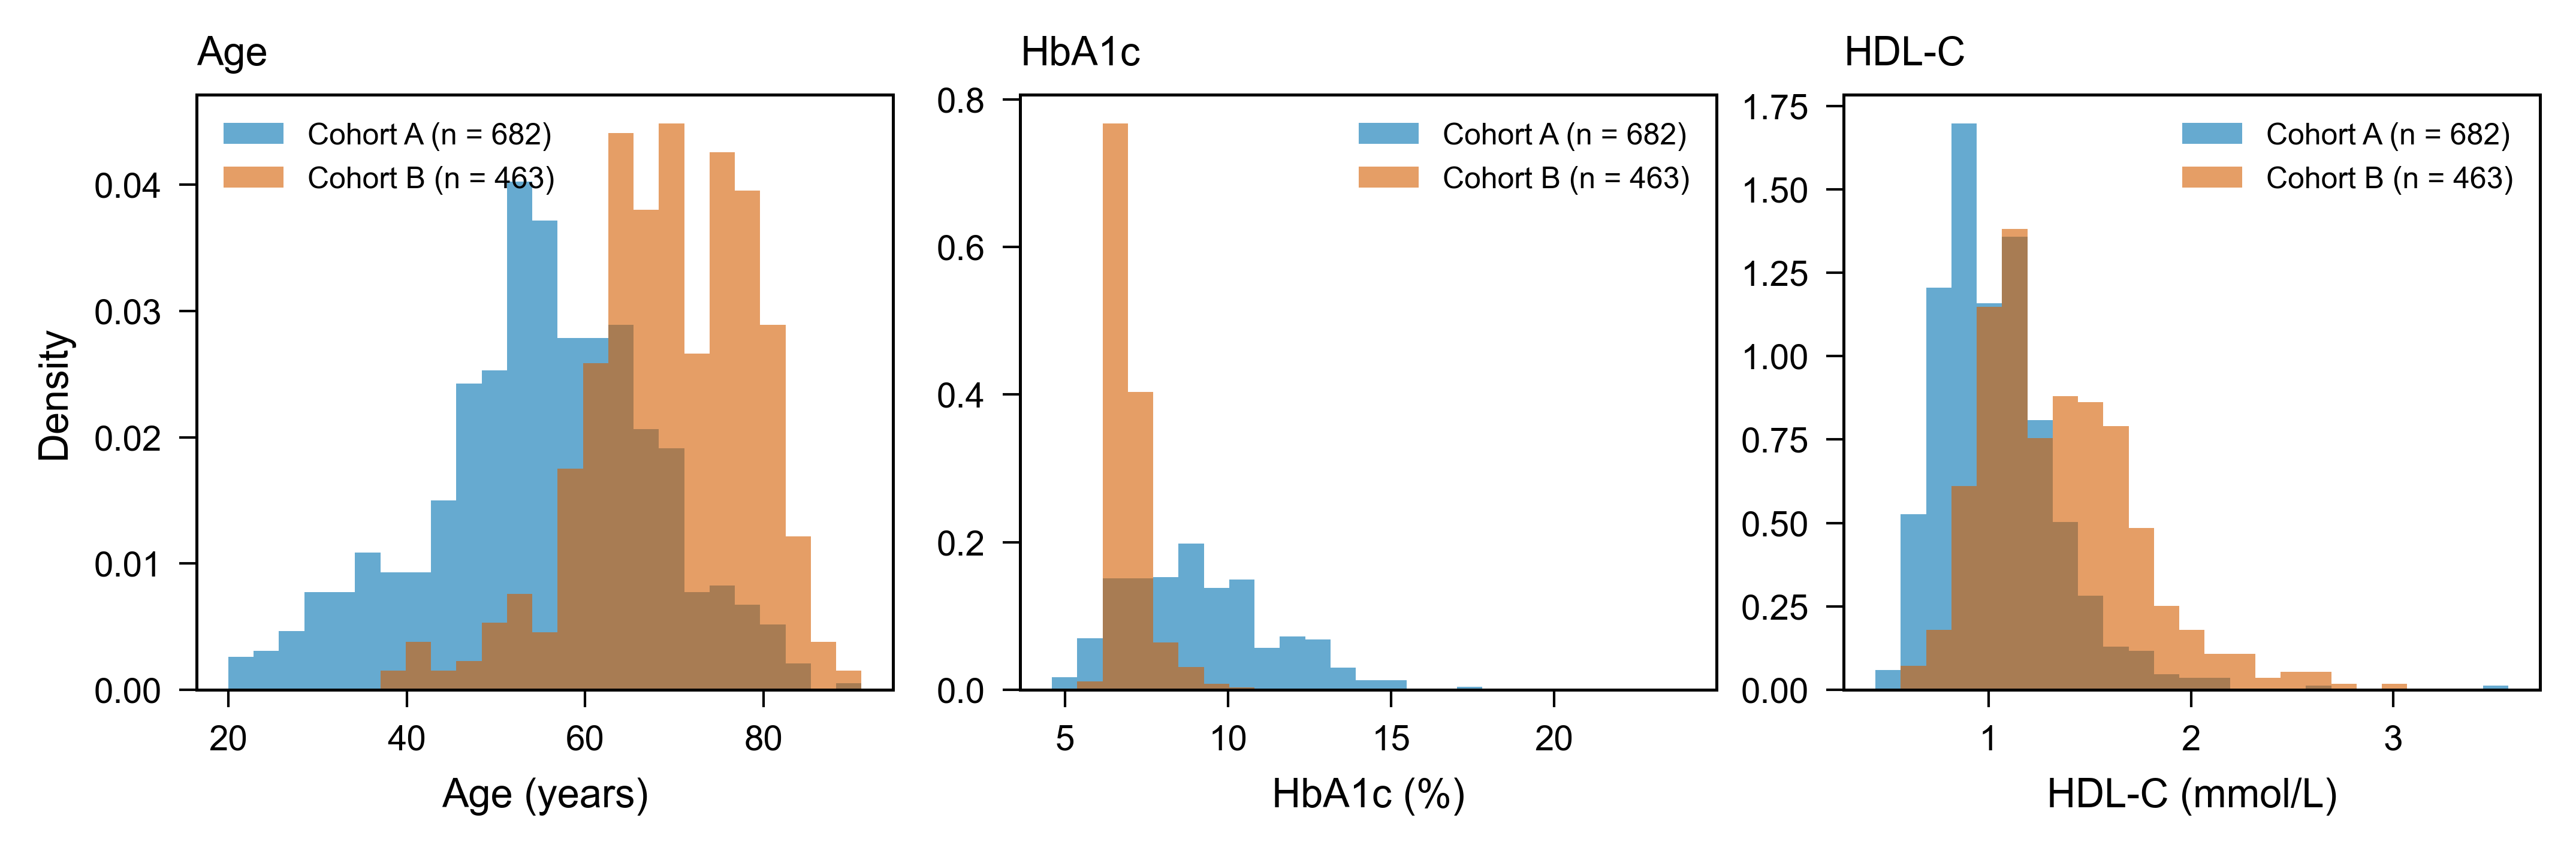 Age
Cohort A (n = 682)
Cohort B (n = 463)
Density
0.04
0.03
0.02
0.01
0.00
20 40 60 80
Age (years)
HbA1c
Cohort A (n = 682)
Cohort B (n = 463)
0.8
0.6
0.4
0.2
0.0
5 10 15 20
HbA1c (%)
HDL-C
Cohort A (n = 682)
Cohort B (n = 463)
1.75
1.50
1.25
1.00
0.75
0.50
0.25
0.00
1 2 3
HDL-C (mmol/L)